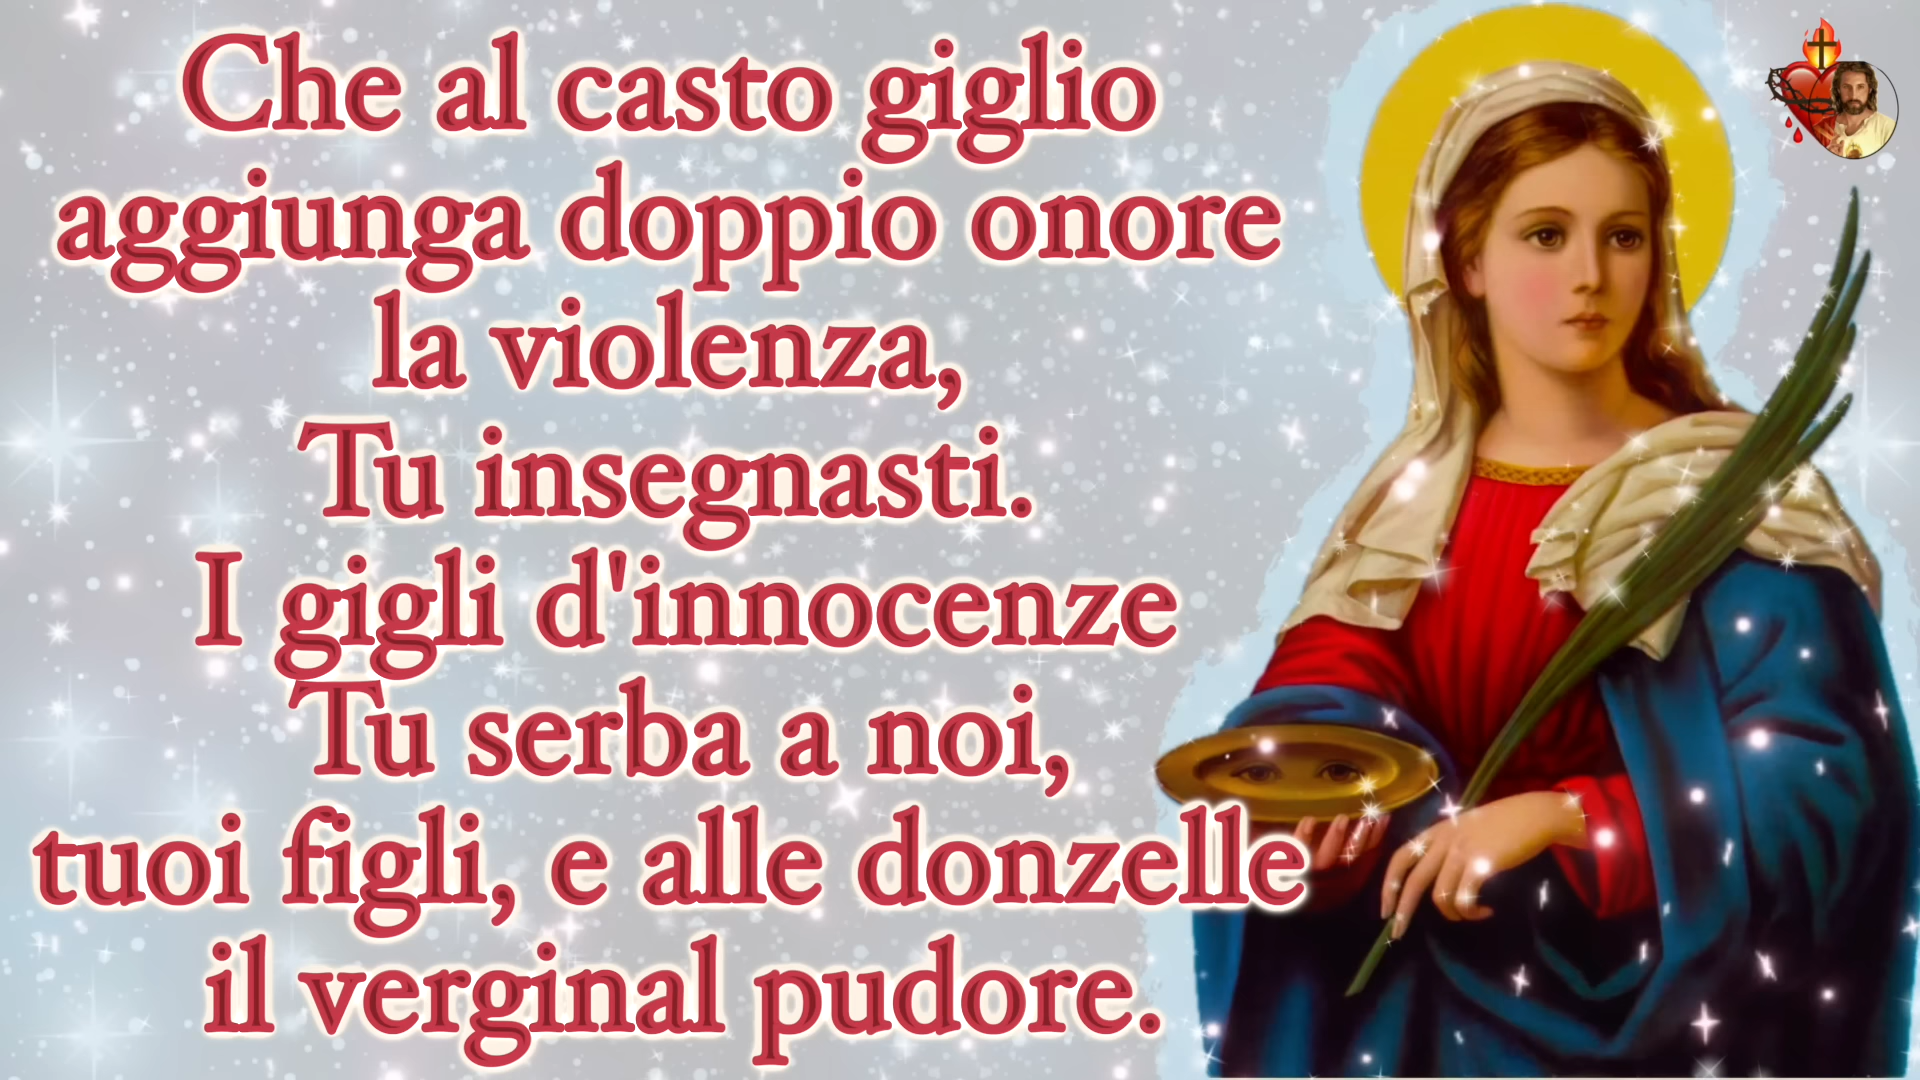 Che al casto giglio
aggiunga doppio onore
la violenza,
Tu insegnasti.
I gigli d'innocenze
Tu serba a noi,
tuoi figli, e alle donzelle
il verginal pudore.